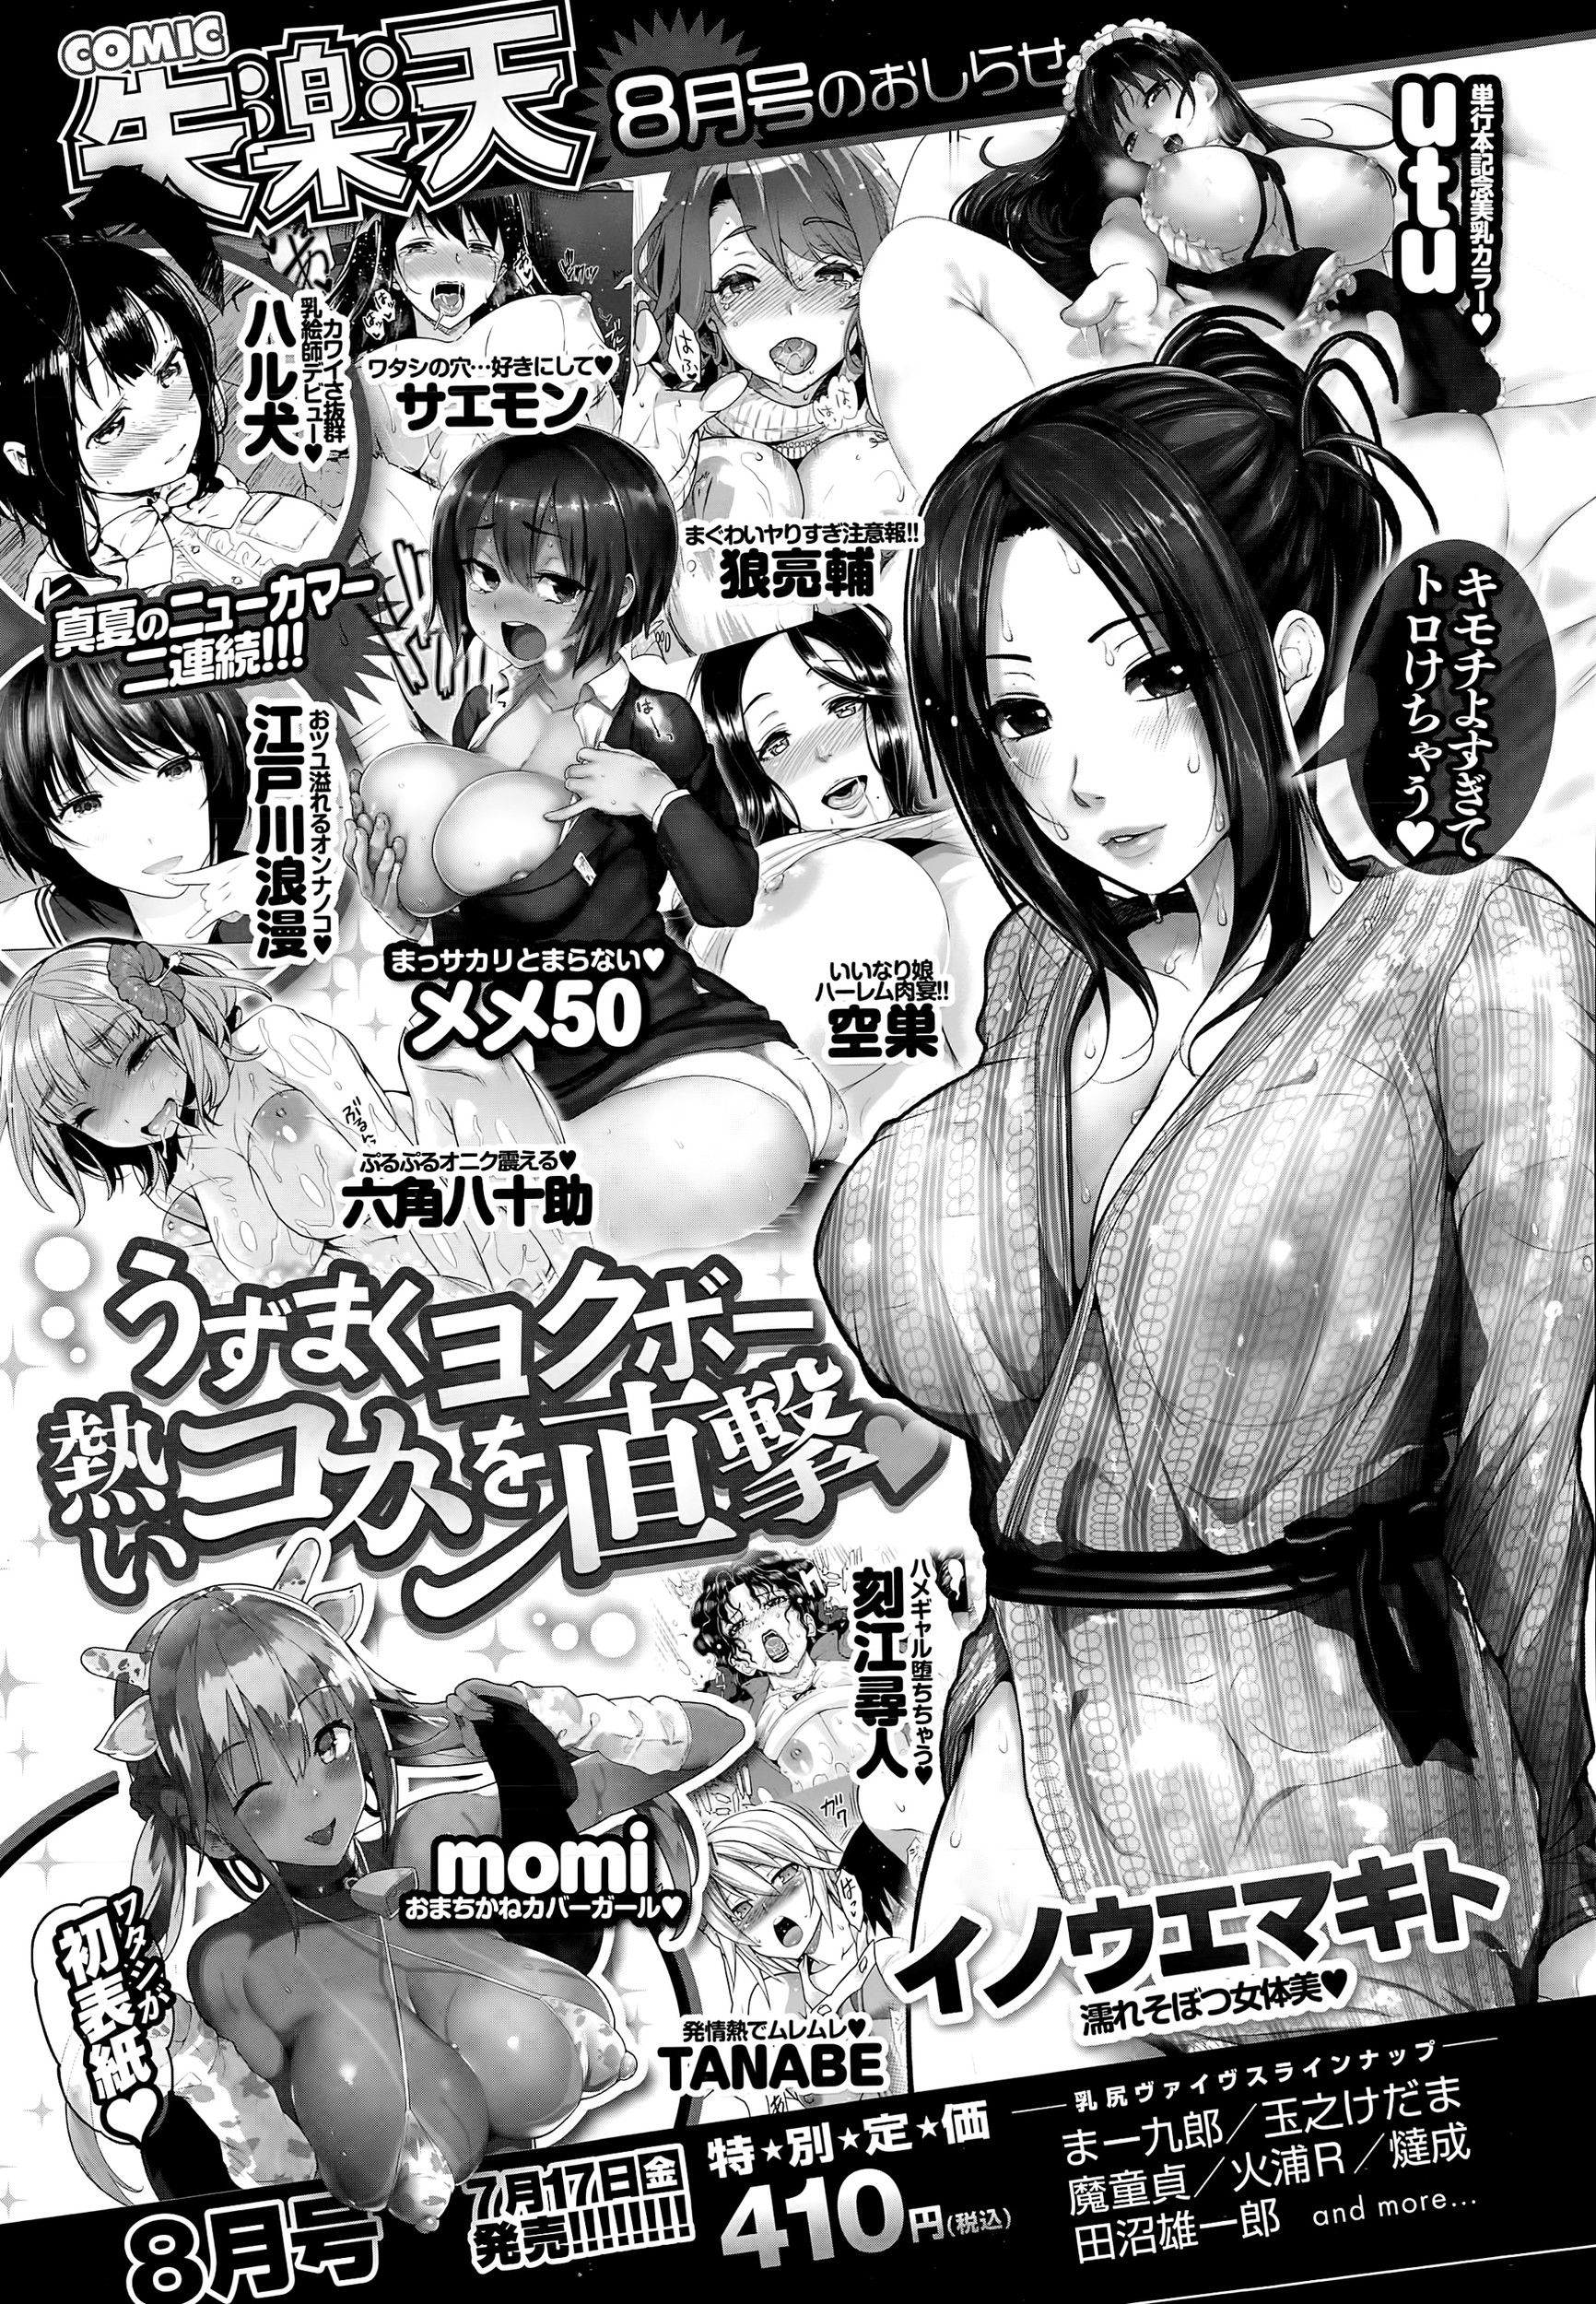 COMIC
失楽天
8月号のおしらせ
単行本記念美乳カラー♥
utu
カワイさ抜群
乳絵師デビュー♥
ハル犬
ワタシの穴…好きにして♥
サエモン
まぐわいヤりすぎ注意報!!
狼亮輔
キモチよすぎて
トロけちゃう♥
真夏のニューカマー
二連続!!!
おツユ溢れるオンナノコ♥
江戸川浪漫
まっサカリとまらない♥
メメ50
いいなり娘
ハーレム肉宴!!
空巣
ぷるぷるオニク震える♥
六角八十助
うずまくヨクボー
熱いコカンを直撃♥
ハメギャル堕ちちゃう♥
刻江尋人
momi
おまちかねカバーガール♥
ワタシが
初表紙♥
発情熱でムレムレ♥
TANABE
イノウエマキト
濡れそぼつ女体美♥
8月号
7月17日金
発売!!!!!!!!!
特★別★定★価
410円(税込)
乳尻ヴァイヴスラインナップ
まー九郎／玉之けだま
魔童貞／火浦R／燵成
田沼雄一郎 and more…